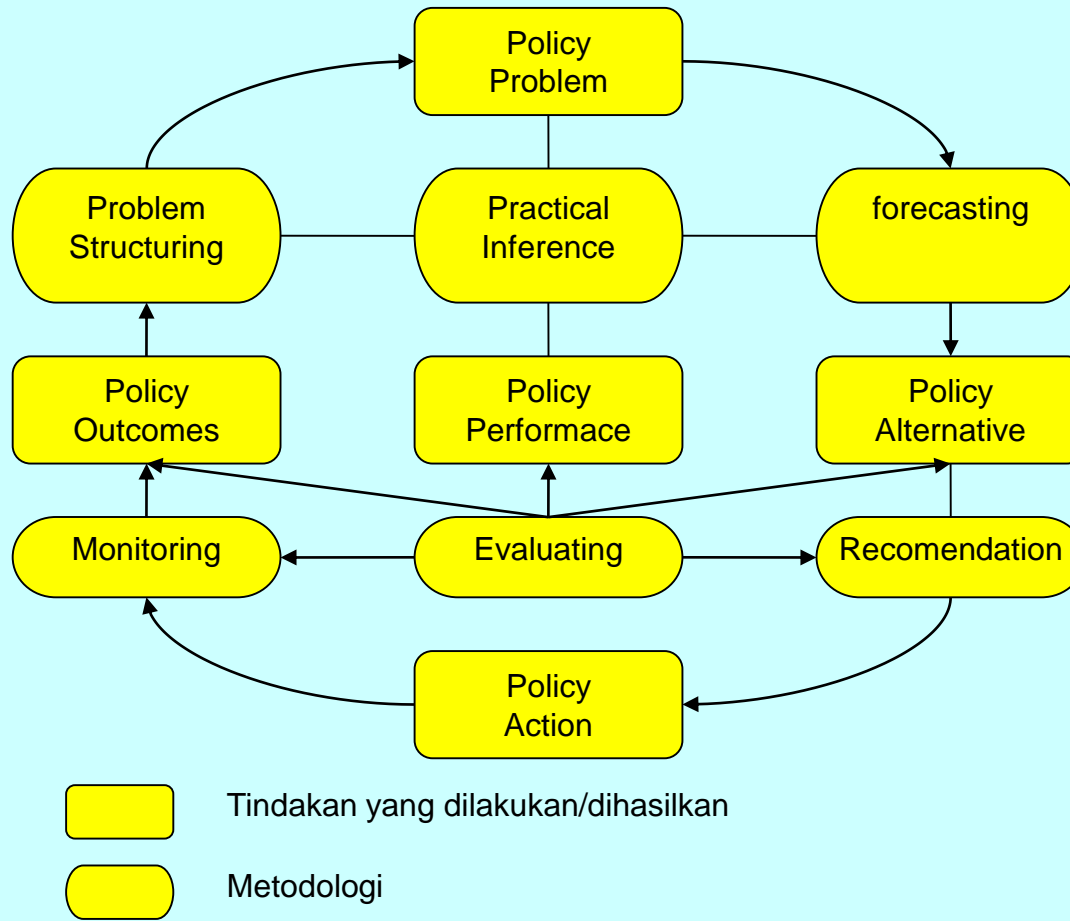 Policy
Problem
Problem
Structuring
Practical
Inference
forecasting
Policy
Outcomes
Policy
Performace
Policy
Alternative
Monitoring
Evaluating
Recomendation
Policy
Action
Tindakan yang dilakukan/dihasilkan
Metodologi